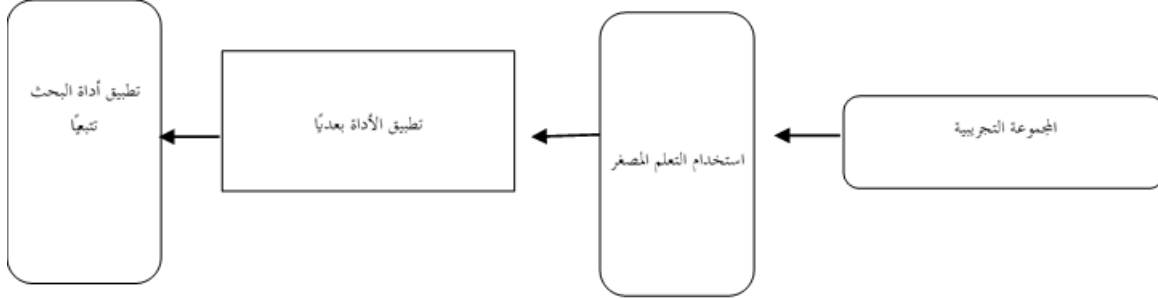 المجموعة التجريبية
استخدام التعلم المصغر
تطبيق الأداة بعديًا
تطبيق أداة البحث
تتبعيًا